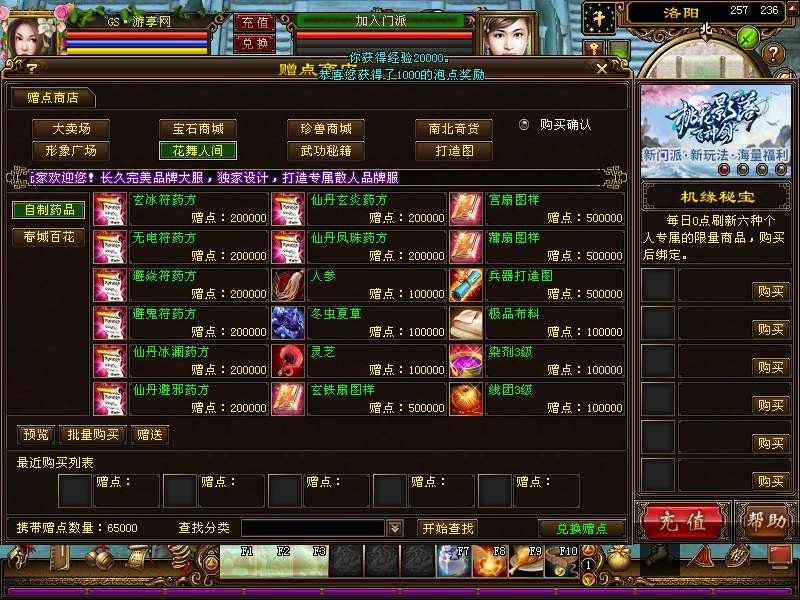 GS·游享网
充值
兑换
加入门派
洛阳
257 236
北
你获得经验20000。
恭喜您获得了1000的泡点奖励
赠点商店
赠点商店
大卖场
宝石商城
珍兽商城
南北奇货
购买确认
形象广场
花舞人间
武功秘籍
打造图
玩家欢迎您！长久完美品牌大服，独家设计，打造专属散人品牌服
自制药品
春城百花
玄冰符药方
赠点：200000
仙丹玄炎药方
赠点：200000
宫扇图样
赠点：500000
无电符药方
赠点：200000
仙丹风珠药方
赠点：200000
蒲扇图样
赠点：500000
避焱符药方
赠点：200000
人参
赠点：100000
兵器打造图
赠点：500000
避鬼符药方
赠点：200000
冬虫夏草
赠点：100000
极品布料
赠点：100000
仙丹冰澜药方
赠点：200000
灵芝
赠点：100000
染剂3级
赠点：100000
仙丹避邪药方
赠点：200000
玄铁扇图样
赠点：500000
线团3级
赠点：100000
预览
批量购买
赠送
最近购买列表
赠点：
赠点：
赠点：
赠点：
赠点：
携带赠点数量：65000
查找分类
开始查找
兑换赠点
桃花影落
飞神剑
新门派·新玩法·海量福利
机缘秘宝
每日0点刷新六种个
人专属的限量商品，购买
后绑定。
购买
购买
购买
购买
购买
购买
充值
帮助
F1
F2
F3
F7
F8
F9
F10
1